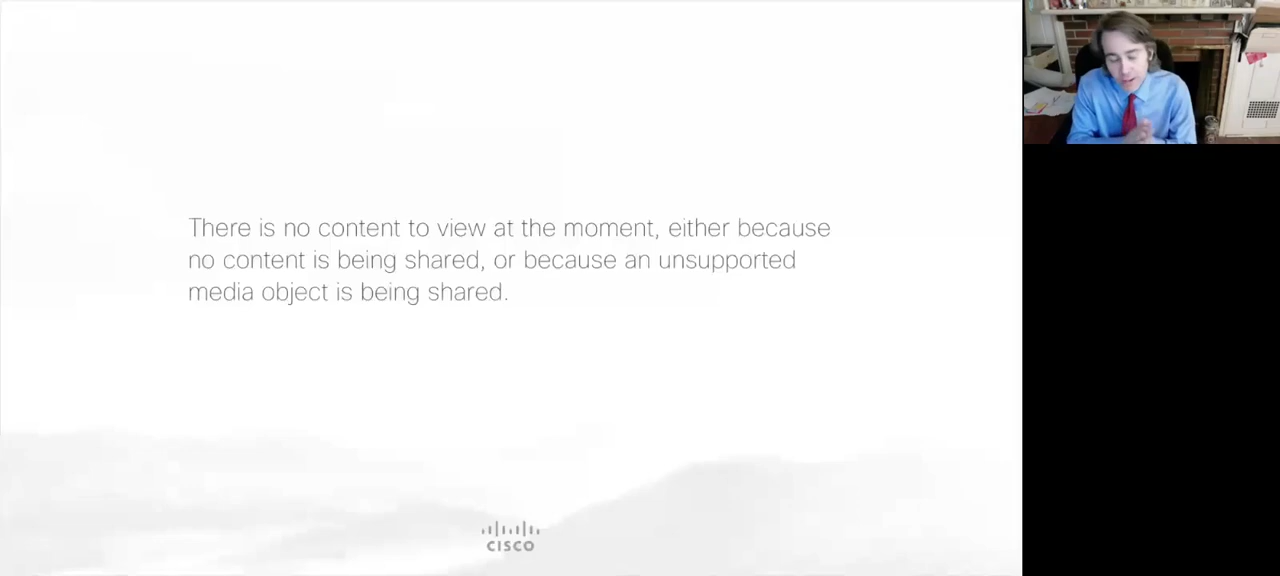 There is no content to view at the moment, either because
no content is being shared, or because an unsupported
media object is being shared.
CISCO